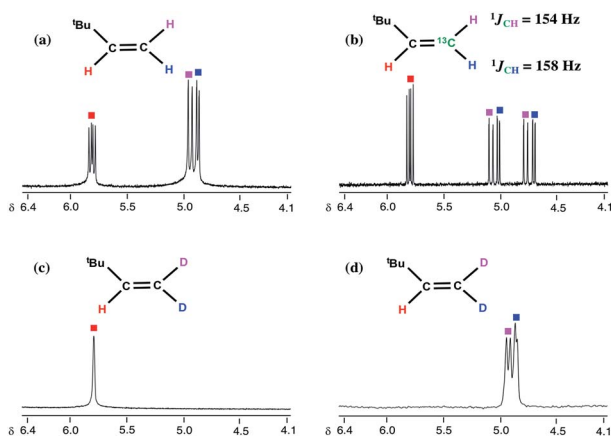 (a)
ᵗBu
H
C=C
H
H
δ 6.4 6.0 5.5 5.0 4.5 4.1
(b)
ᵗBu
H
¹J_CH = 154 Hz
C=¹³C
H
H
¹J_CH = 158 Hz
δ 6.4 6.0 5.5 5.0 4.5 4.1
(c)
ᵗBu
D
C=C
H
D
δ 6.4 6.0 5.5 5.0 4.5 4.1
(d)
ᵗBu
D
C=C
H
D
δ 6.4 6.0 5.5 5.0 4.5 4.1